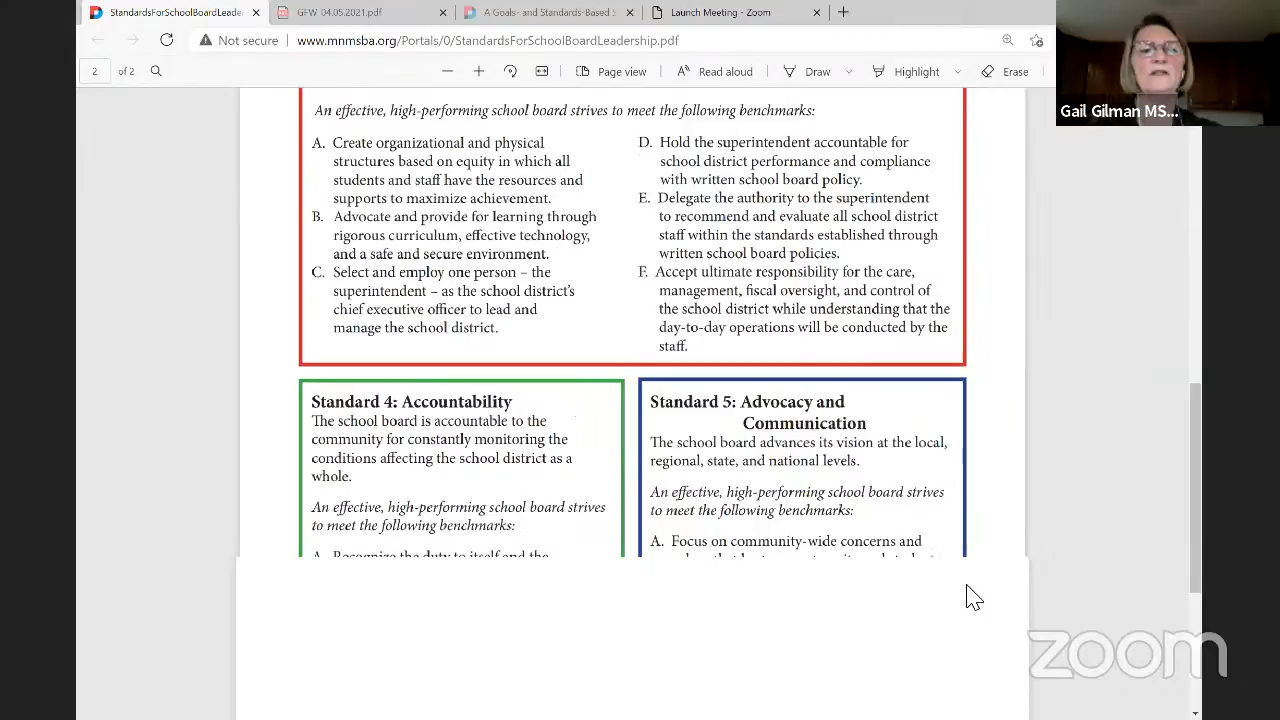 StandardsForSchoolBoardLeader
GFW 04.05.2021.pdf
A Goals- and Standards-Based S
Launch Meeting - Zoom
Not secure
www.mnmsba.org/Portals/0/StandardsForSchoolBoardLeadership.pdf
2 of 2
Page view
Read aloud
Draw
Highlight
Erase
Gail Gilman MS...
An effective, high-performing school board strives to meet the following benchmarks:
A. Create organizational and physical
structures based on equity in which all
students and staff have the resources and
supports to maximize achievement.
B. Advocate and provide for learning through
rigorous curriculum, effective technology,
and a safe and secure environment.
C. Select and employ one person – the
superintendent – as the school district's
chief executive officer to lead and
manage the school district.
D. Hold the superintendent accountable for
school district performance and compliance
with written school board policy.
E. Delegate the authority to the superintendent
to recommend and evaluate all school district
staff within the standards established through
written school board policies.
F. Accept ultimate responsibility for the care,
management, fiscal oversight, and control of
the school district while understanding that the
day-to-day operations will be conducted by the
staff.
Standard 4: Accountability
The school board is accountable to the
community for constantly monitoring the
conditions affecting the school district as a
whole.
An effective, high-performing school board strives
to meet the following benchmarks:
A. Recognize the duty to itself and the
Standard 5: Advocacy and
Communication
The school board advances its vision at the local,
regional, state, and national levels.
An effective, high-performing school board strives
to meet the following benchmarks:
A. Focus on community-wide concerns and
zoom